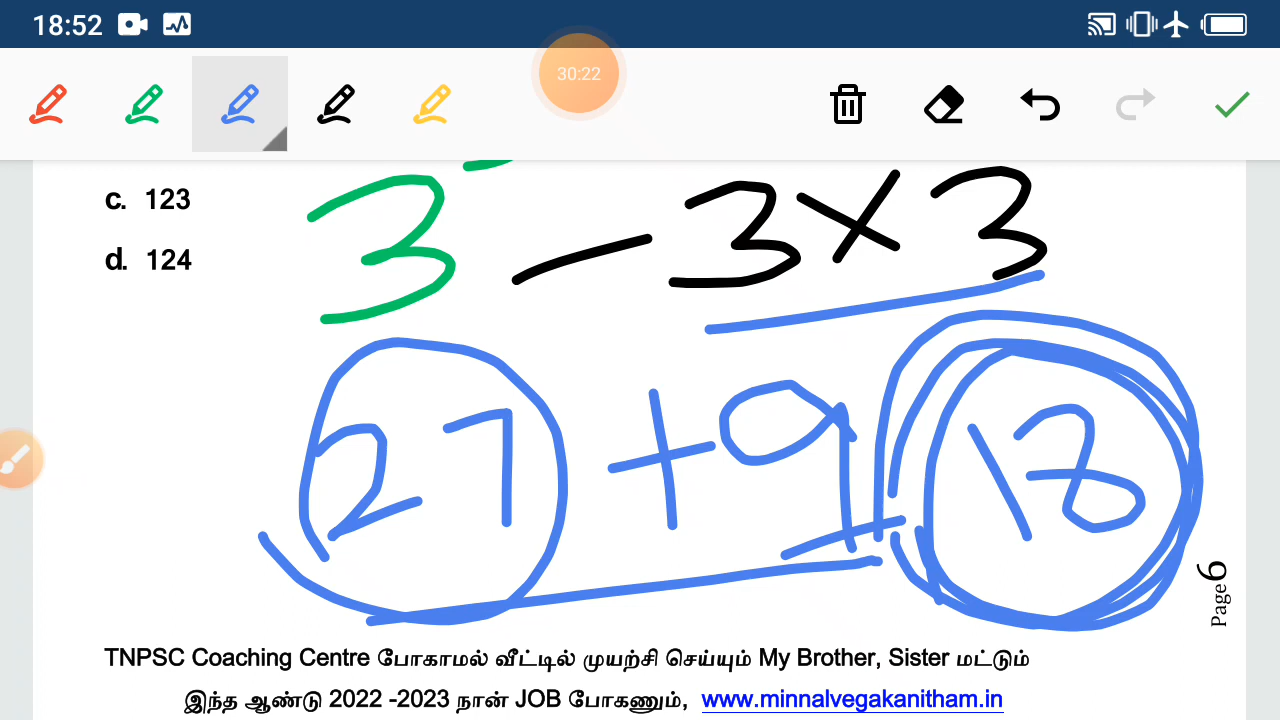 18:52
30:22
c. 123
d. 124
3 - 3 × 3
27 + 9 = 18
Page 6
TNPSC Coaching Centre போகாமல் வீட்டில் முயற்சி செய்யும் My Brother, Sister மட்டும்
இந்த ஆண்டு 2022 -2023 நான் JOB போகணும், www.minnalvegakanitham.in